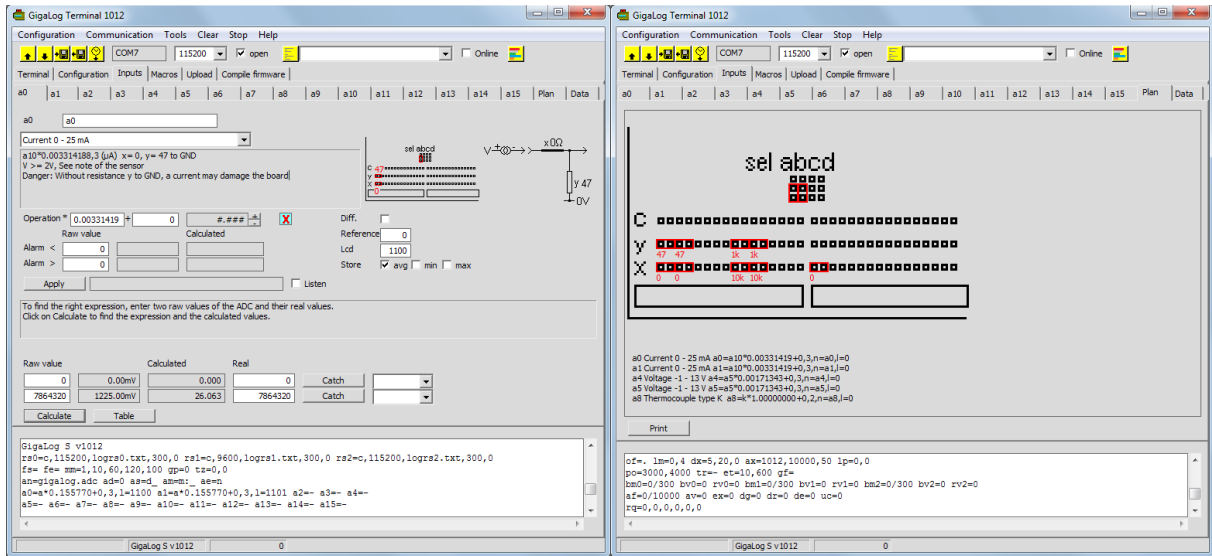 GigaLog Terminal 1012
Configuration Communication Tools Clear Stop Help
COM7 115200 open Online
Terminal Configuration Inputs Macros Upload Compile firmware
a0 a1 a2 a3 a4 a5 a6 a7 a8 a9 a10 a11 a12 a13 a14 a15 Plan Data
a0 a0
Current 0 - 25 mA
a10*0.003314188,3 (µA) x= 0, y= 47 to GND
V >= 2V, See note of the sensor
Danger: Without resistance y to GND, a current may damage the board
sel abcd
C 47
y
x
0
V x 0Ω
y 47
0V
Operation * 0.00331419 + 0 #.### X Diff.
Raw value Calculated Reference 0
Alarm < 0 Lcd 1100
Alarm > 0 Store avg min max
Apply Listen
To find the right expression, enter two raw values of the ADC and their real values.
Click on Calculate to find the expression and the calculated values.
Raw value Calculated Real
0 0.00mV 0.000 0 Catch
7864320 1225.00mV 26.063 7864320 Catch
Calculate Table
GigaLog S v1012
rs0=c,115200,logrs0.txt,300,0 rs1=c,9600,logrs1.txt,300,0 rs2=c,115200,logrs2.txt,300,0
fs= fe= mm=1,10,60,120,100 gp=0 tz=0,0
an=gigalog.adc ad=0 as=d_ am=m:_ ae=n
a0=a*0.155770+0,3,l=1100 a1=a*0.155770+0,3,l=1101 a2=- a3=- a4=-
a5=- a6=- a7=- a8=- a9=- a10=- a11=- a12=- a13=- a14=- a15=-
GigaLog S v1012 0
GigaLog Terminal 1012
Configuration Communication Tools Clear Stop Help
COM7 115200 open Online
Terminal Configuration Inputs Macros Upload Compile firmware
a0 a1 a2 a3 a4 a5 a6 a7 a8 a9 a10 a11 a12 a13 a14 a15 Plan Data
sel abcd
C
y
47 47 1k 1k
X
0 0 10k 10k 0
a0 Current 0 - 25 mA a0=a10*0.00331419+0,3,n=a0,l=0
a1 Current 0 - 25 mA a1=a10*0.00331419+0,3,n=a1,l=0
a4 Voltage -1 - 13 V a4=a5*0.00171343+0,3,n=a4,l=0
a5 Voltage -1 - 13 V a5=a5*0.00171343+0,3,n=a5,l=0
a8 Thermocouple type K a8=k*1.00000000+0,2,n=a8,l=0
Print
of=. lm=0,4 dx=5,20,0 ax=1012,10000,50 lp=0,0
po=3000,4000 tr=- et=10,600 gf=
bm0=0/300 bv0=0 rv0=0 bm1=0/300 bv1=0 rv1=0 bm2=0/300 bv2=0 rv2=0
af=0/10000 av=0 ex=0 dg=0 dr=0 de=0 uc=0
rq=0,0,0,0,0,0
GigaLog S v1012 0